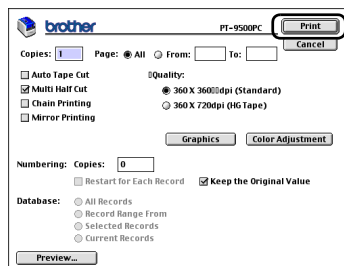 brother PT-9500PC Print
Cancel
Copies: 1 Page: All From: To:
Auto Tape Cut Quality:
Multi Half Cut 360 X 360 dpi (Standard)
Chain Printing 360 X 720dpi (HG Tape)
Mirror Printing
Graphics Color Adjustment
Numbering: Copies: 0
Restart for Each Record Keep the Original Value
Database: All Records
Record Range From
Selected Records
Current Records
Preview...